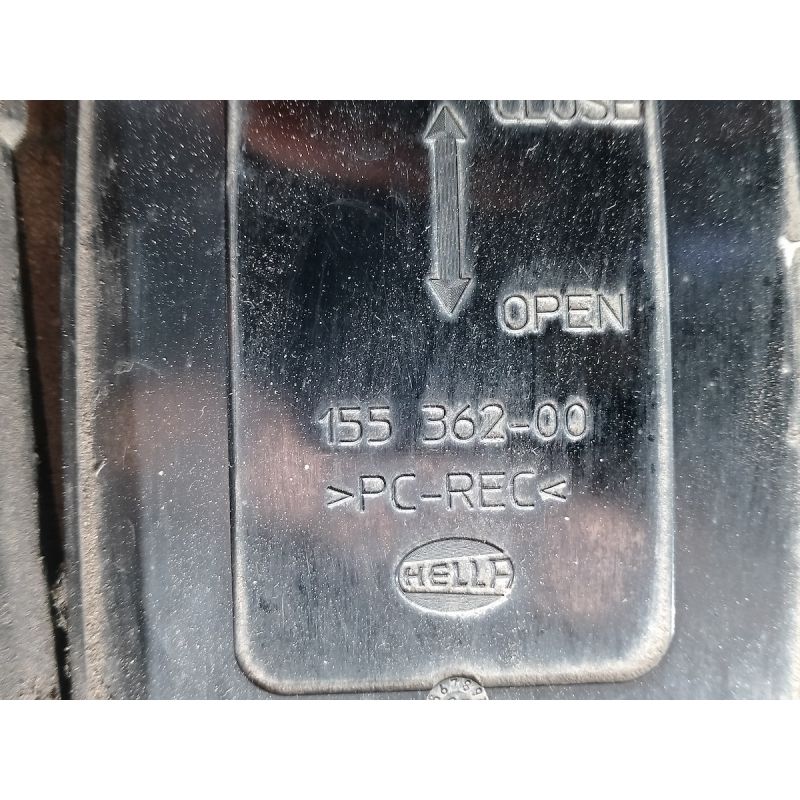 CLOSE
OPEN
155 362-00
>PC-REC<
HELLA